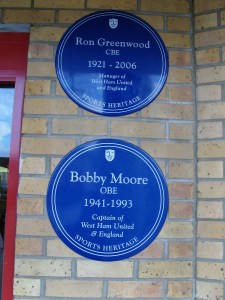 Ron Greenwood
CBE
1921 - 2006
Manager of
West Ham United
and England
SPORTS HERITAGE
Bobby Moore
OBE
1941-1993
Captain of
West Ham United
& England
SPORTS HERITAGE